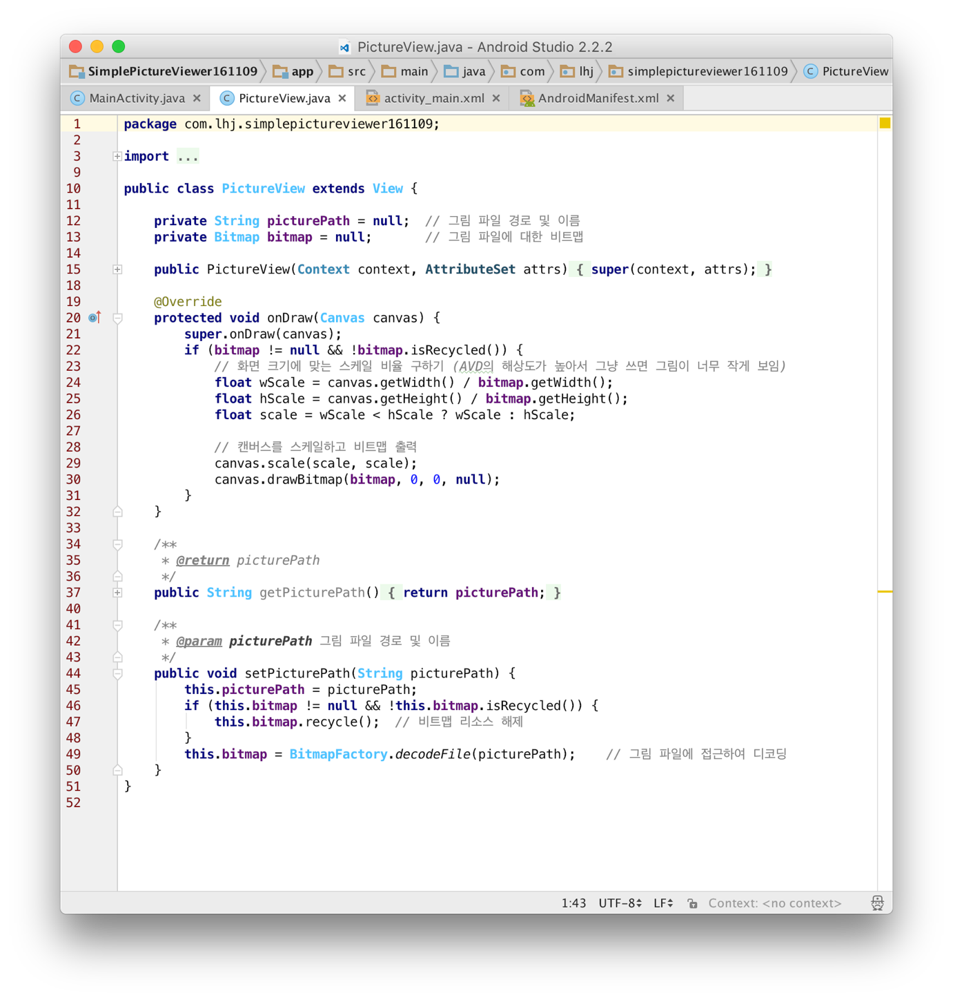 PictureView.java - Android Studio 2.2.2
SimplePictureViewer161109 app src main java com lhj simplepictureviewer161109 PictureView
MainActivity.java PictureView.java activity_main.xml AndroidManifest.xml
1 package com.lhj.simplepictureviewer161109;
2
3 import ...
9
10 public class PictureView extends View {
11
12     private String picturePath = null;  // 그림 파일 경로 및 이름
13     private Bitmap bitmap = null;       // 그림 파일에 대한 비트맵
14
15     public PictureView(Context context, AttributeSet attrs) { super(context, attrs); }
18
19     @Override
20     protected void onDraw(Canvas canvas) {
21         super.onDraw(canvas);
22         if (bitmap != null && !bitmap.isRecycled()) {
23             // 화면 크기에 맞는 스케일 비율 구하기 (AVD의 해상도가 높아서 그냥 쓰면 그림이 너무 작게 보임)
24             float wScale = canvas.getWidth() / bitmap.getWidth();
25             float hScale = canvas.getHeight() / bitmap.getHeight();
26             float scale = wScale < hScale ? wScale : hScale;
27
28             // 캔버스를 스케일하고 비트맵 출력
29             canvas.scale(scale, scale);
30             canvas.drawBitmap(bitmap, 0, 0, null);
31         }
32     }
33
34     /**
35      * @return picturePath
36      */
37     public String getPicturePath() { return picturePath; }
40
41     /**
42      * @param picturePath 그림 파일 경로 및 이름
43      */
44     public void setPicturePath(String picturePath) {
45         this.picturePath = picturePath;
46         if (this.bitmap != null && !this.bitmap.isRecycled()) {
47             this.bitmap.recycle();  // 비트맵 리소스 해제
48         }
49         this.bitmap = BitmapFactory.decodeFile(picturePath);    // 그림 파일에 접근하여 디코딩
50     }
51 }
52
1:43 UTF-8 LF Context: <no context>